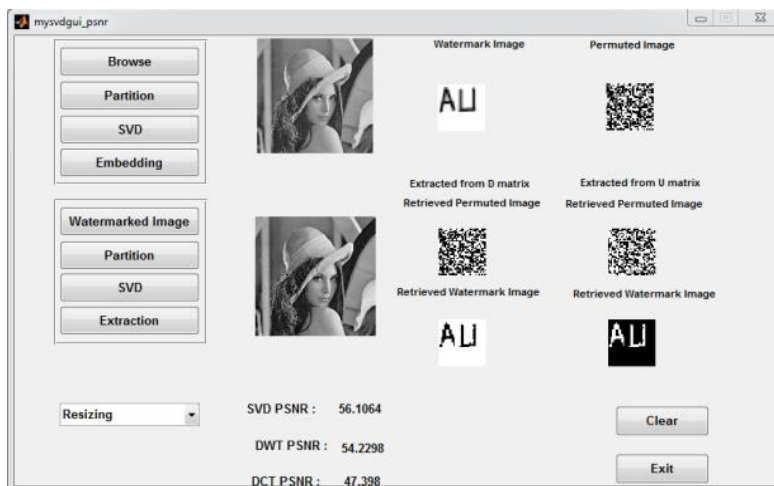 mysvdgui_psnr
Browse
Partition
SVD
Embedding
Watermark Image
Permuted Image
ALI
Watermarked Image
Partition
SVD
Extraction
Extracted from D matrix
Retrieved Permuted Image
Extracted from U matrix
Retrieved Permuted Image
Retrieved Watermark Image
Retrieved Watermark Image
ALI
ALI
Resizing
SVD PSNR : 56.1064
DWT PSNR : 54.2298
DCT PSNR : 47.398
Clear
Exit